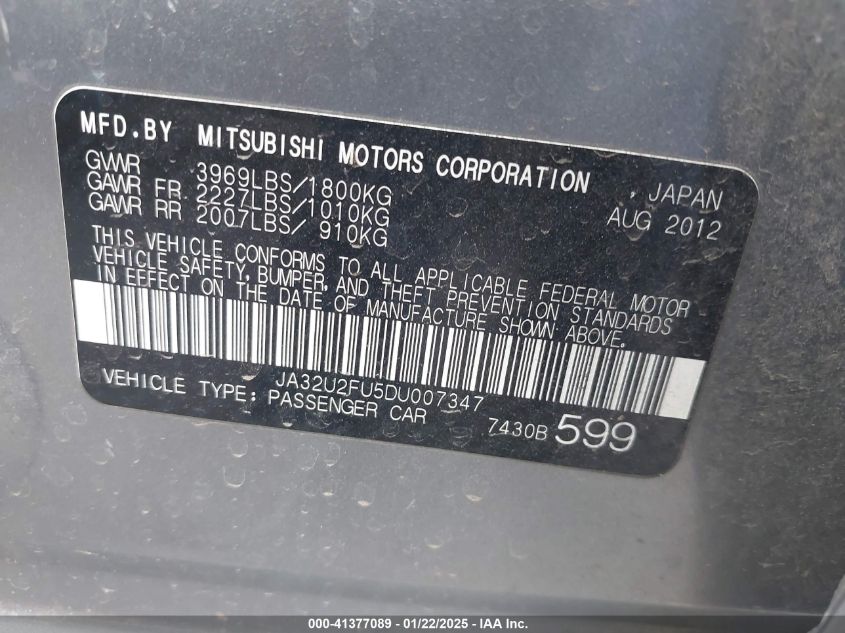 MFD.BY MITSUBISHI MOTORS CORPORATION , JAPAN
GVWR 3969LBS/1800KG AUG 2012
GAWR FR 2227LBS/1010KG
GAWR RR 2007LBS/ 910KG
THIS VEHICLE CONFORMS TO ALL APPLICABLE FEDERAL MOTOR
VEHICLE SAFETY, BUMPER, AND THEFT PREVENTION STANDARDS
IN EFFECT ON THE DATE OF MANUFACTURE SHOWN ABOVE.
JA32U2FU5DU007347
VEHICLE TYPE: PASSENGER CAR
7430B 599
000-41377089 - 01/22/2025 - IAA Inc.